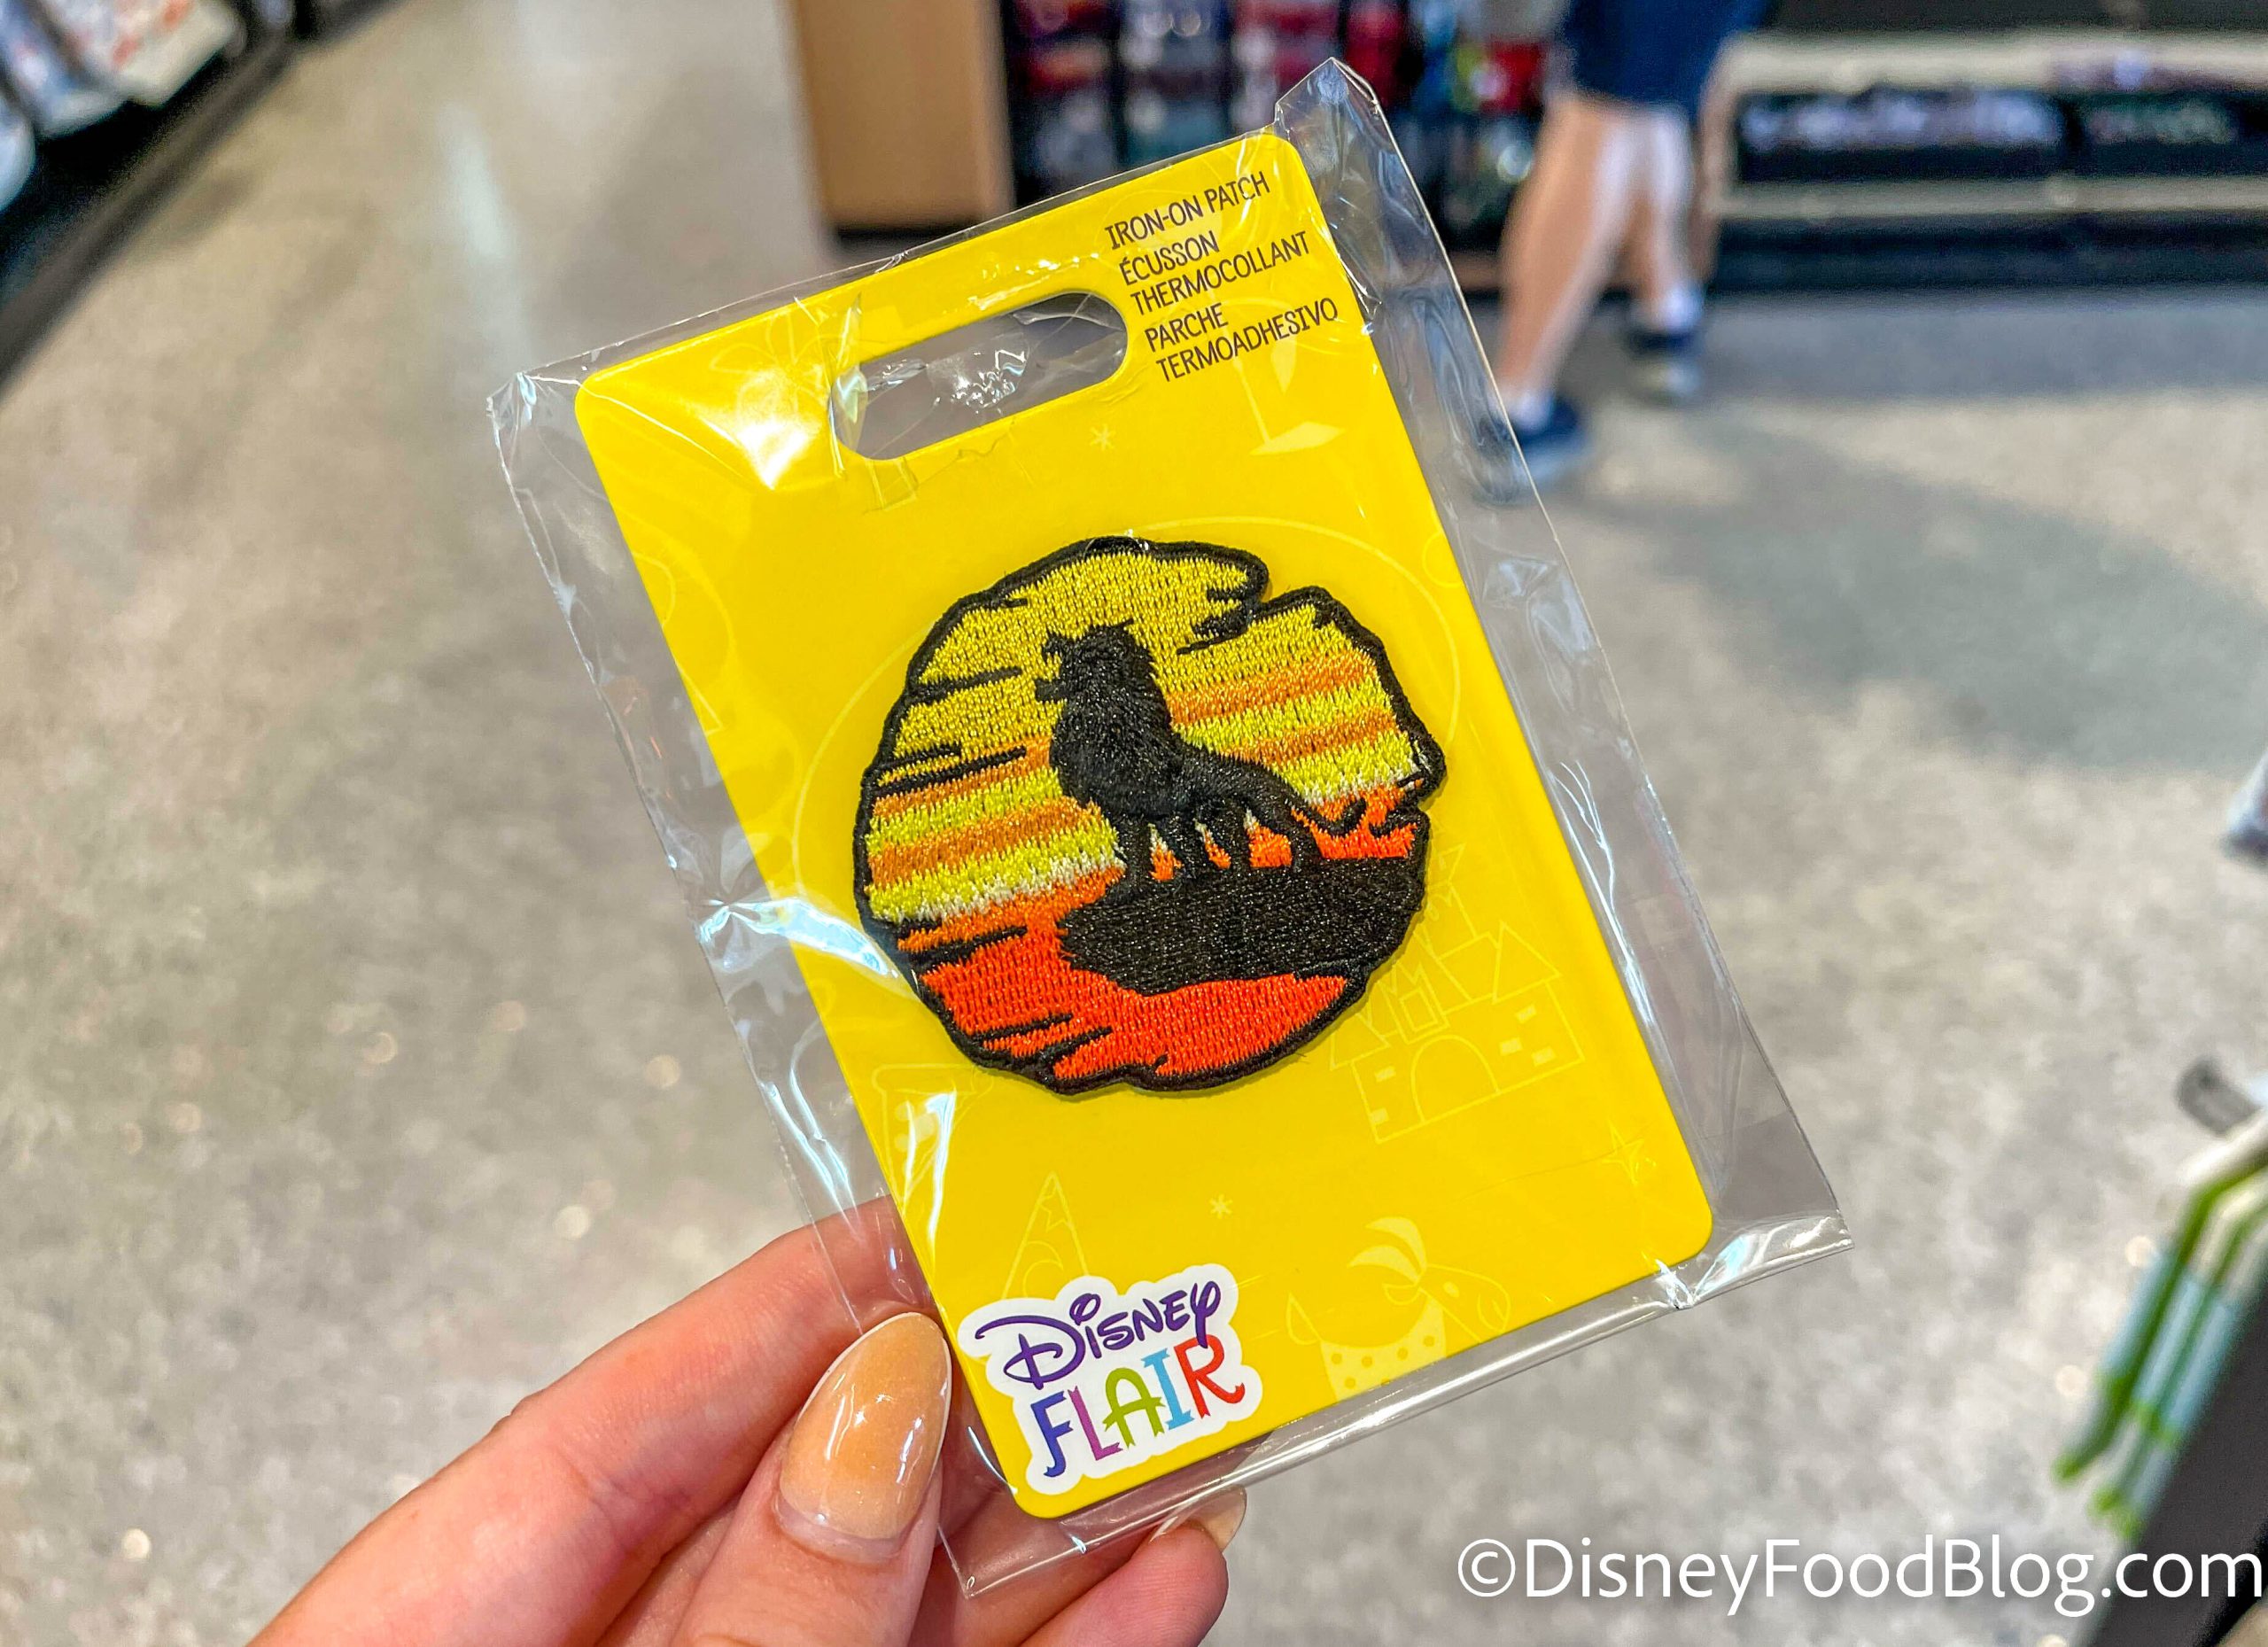 IRON-ON PATCH
ÉCUSSON
THERMOCOLLANT
PARCHE
TERMOADHESIVO
Disney
FLAIR
©DisneyFoodBlog.com